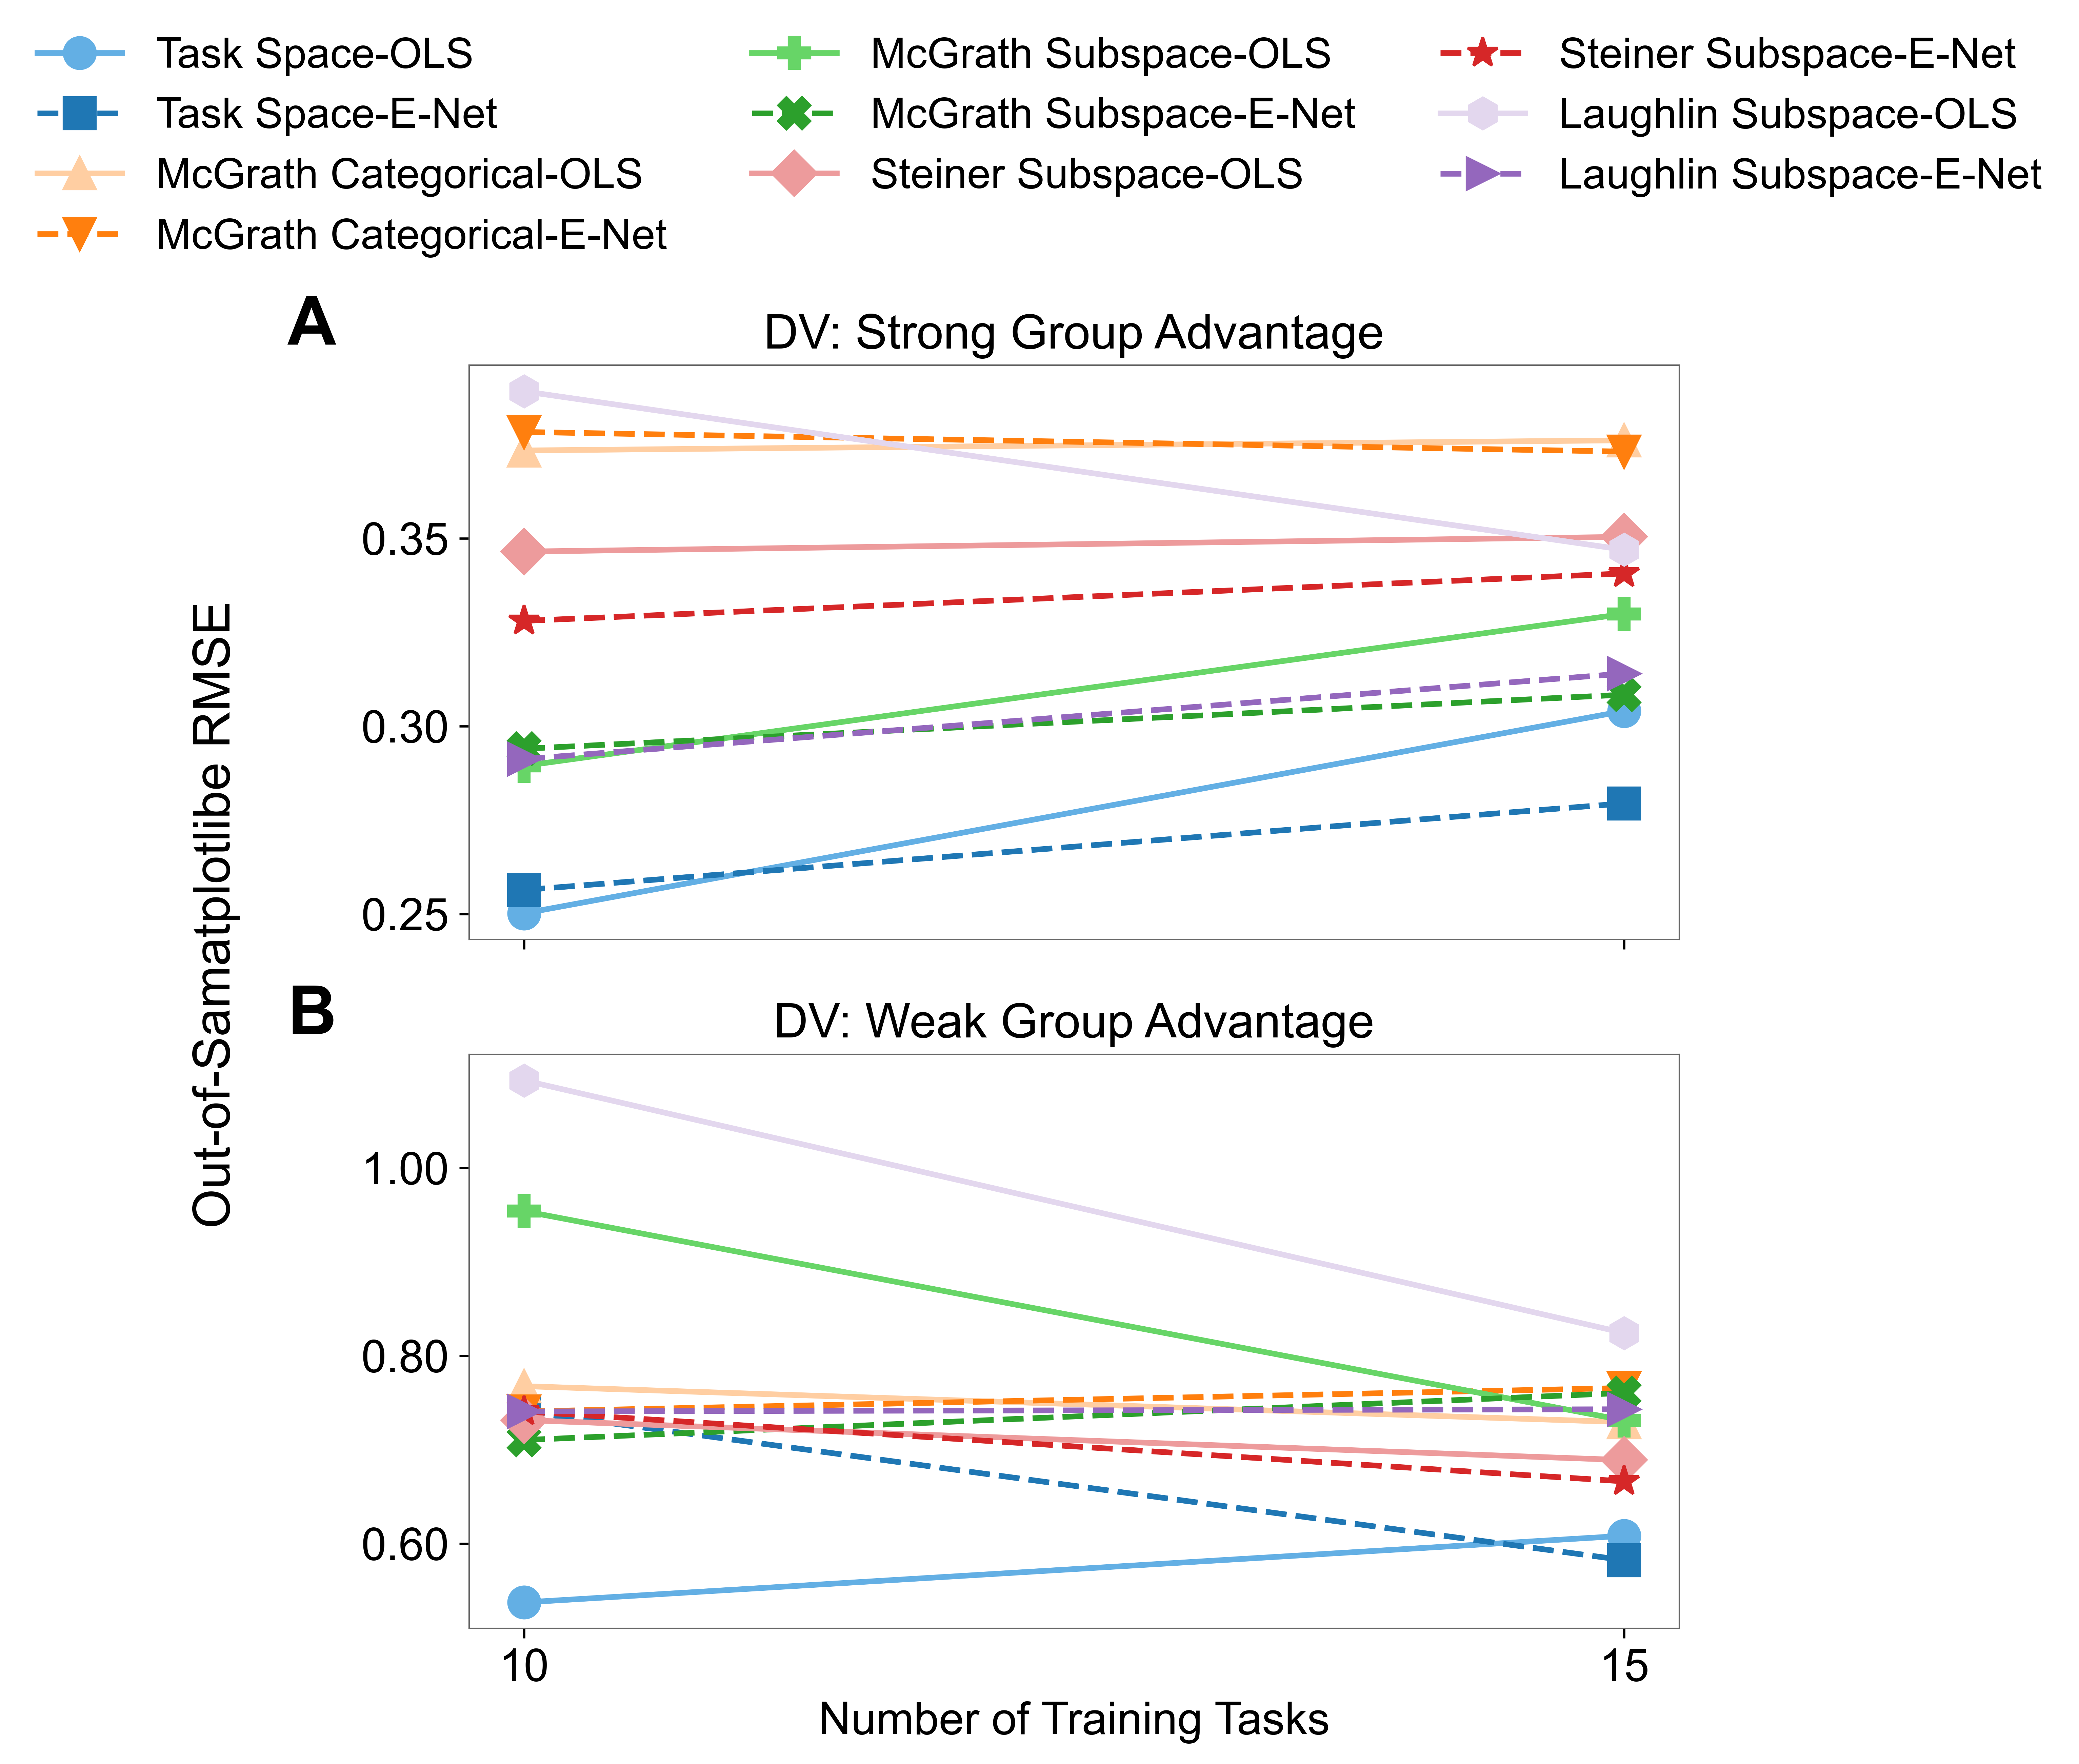 Task Space-OLS
Task Space-E-Net
McGrath Categorical-OLS
McGrath Categorical-E-Net
McGrath Subspace-OLS
McGrath Subspace-E-Net
Steiner Subspace-OLS
Steiner Subspace-E-Net
Laughlin Subspace-OLS
Laughlin Subspace-E-Net
A
DV: Strong Group Advantage
0.35
0.30
0.25
Out-of-Samatplotlibe RMSE
B
DV: Weak Group Advantage
1.00
0.80
0.60
10
15
Number of Training Tasks